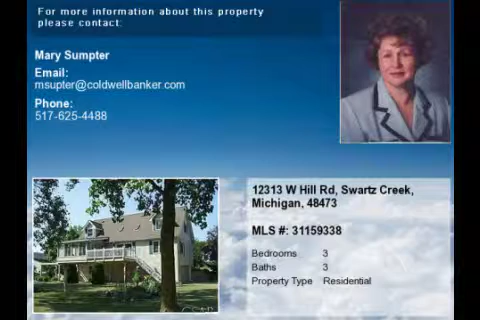 For more information about this property
please contact:
Mary Sumpter
Email:
msupter@coldwellbanker.com
Phone:
517-625-4488
12313 W Hill Rd, Swartz Creek,
Michigan, 48473
MLS #: 31159338
Bedrooms 3
Baths 3
Property Type Residential